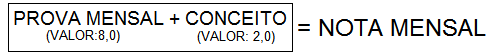 PROVA MENSAL + CONCEITO = NOTA MENSAL
(VALOR:8,0) (VALOR: 2,0)